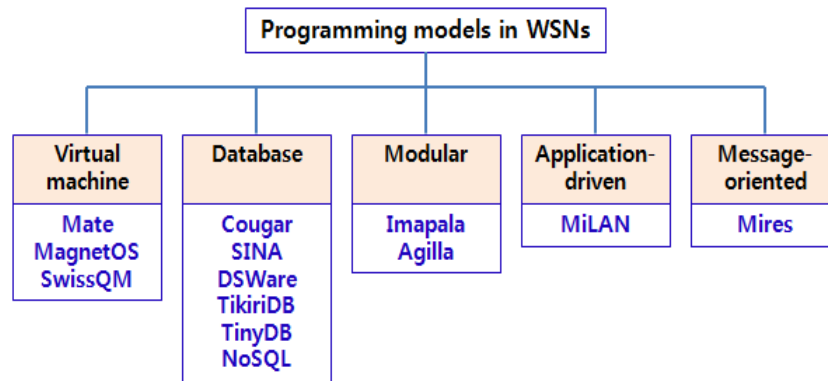 Programming models in WSNs
Virtual
machine
Mate
MagnetOS
SwissQM
Database
Cougar
SINA
DSWare
TikiriDB
TinyDB
NoSQL
Modular
Imapala
Agilla
Application-
driven
MiLAN
Message-
oriented
Mires